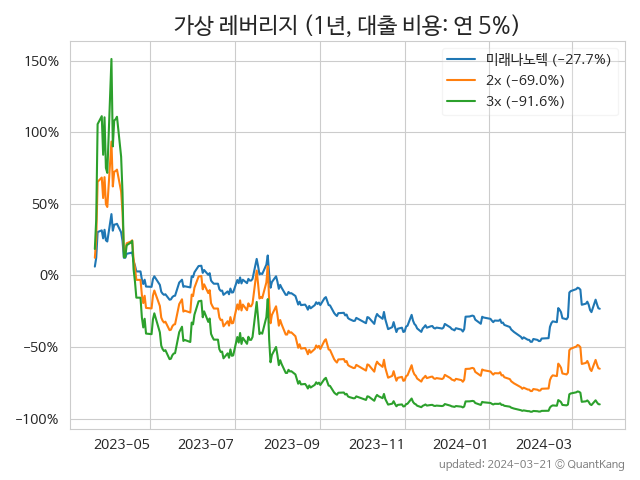 가상 레버리지 (1년, 대출 비용: 연 5%)
미래나노텍 (-27.7%)
2x (-69.0%)
3x (-91.6%)
150%
100%
50%
0%
-50%
-100%
2023-05 2023-07 2023-09 2023-11 2024-01 2024-03
updated: 2024-03-21 © QuantKang